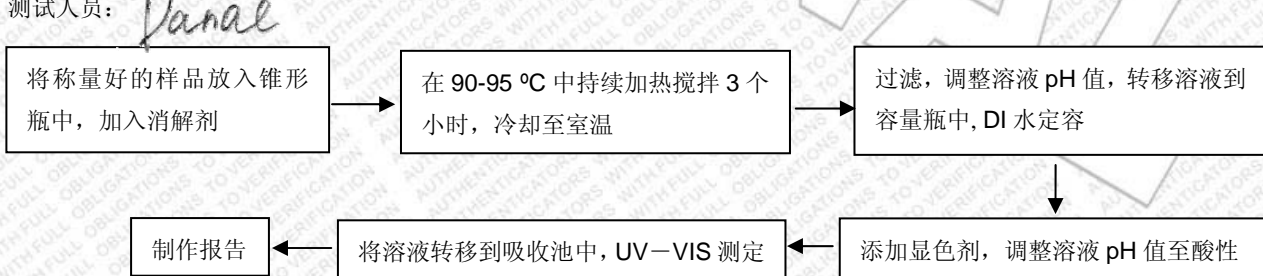 测试人员：
将称量好的样品放入锥形
瓶中，加入消解剂
在 90-95 ºC 中持续加热搅拌 3 个
小时，冷却至室温
过滤，调整溶液 pH 值，转移溶液到
容量瓶中, DI 水定容
添加显色剂，调整溶液 pH 值至酸性
将溶液转移到吸收池中，UV－VIS 测定
制作报告